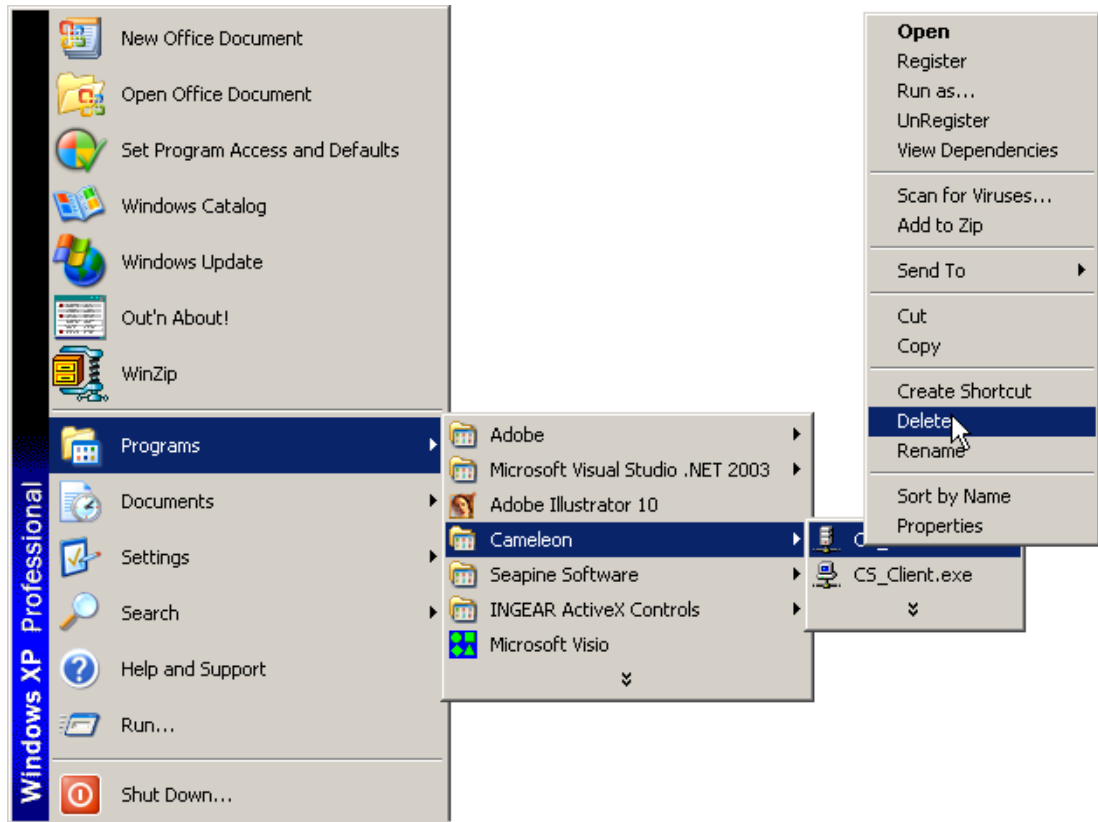 New Office Document
Open Office Document
Set Program Access and Defaults
Windows Catalog
Windows Update
Out'n About!
WinZip
Programs
Documents
Settings
Search
Help and Support
Run...
Shut Down...
Windows XP Professional
Adobe
Microsoft Visual Studio .NET 2003
Adobe Illustrator 10
Cameleon
Seapine Software
INGEAR ActiveX Controls
Microsoft Visio
CS_Client.exe
Open
Register
Run as...
UnRegister
View Dependencies
Scan for Viruses...
Add to Zip
Send To
Cut
Copy
Create Shortcut
Delete
Rename
Sort by Name
Properties